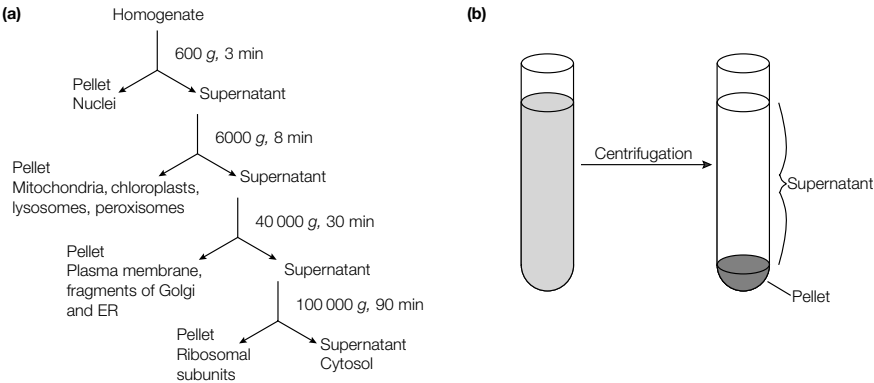 (a)
Homogenate
600 g, 3 min
Pellet
Nuclei
Supernatant
6000 g, 8 min
Pellet
Mitochondria, chloroplasts,
lysosomes, peroxisomes
Supernatant
40 000 g, 30 min
Pellet
Plasma membrane,
fragments of Golgi
and ER
Supernatant
100 000 g, 90 min
Pellet
Ribosomal
subunits
Supernatant
Cytosol
(b)
Centrifugation
Supernatant
Pellet